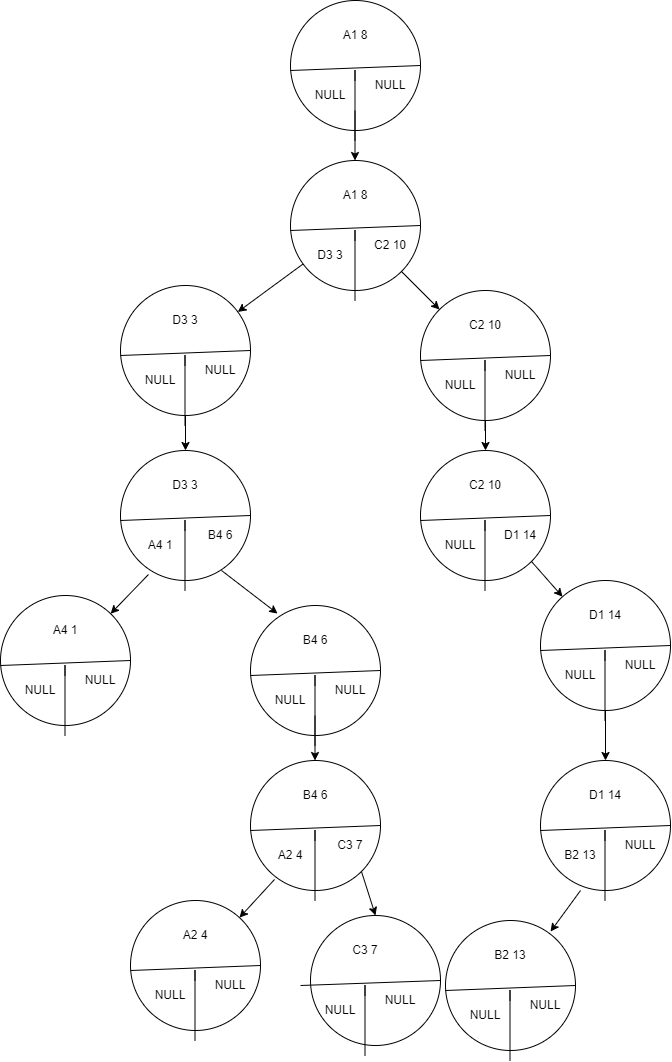 A1 8
NULL NULL
A1 8
D3 3 C2 10
D3 3
NULL NULL
C2 10
NULL NULL
D3 3
A4 1 B4 6
C2 10
NULL D1 14
A4 1
NULL NULL
B4 6
NULL NULL
D1 14
NULL NULL
B4 6
A2 4 C3 7
D1 14
B2 13 NULL
A2 4
NULL NULL
C3 7
NULL NULL
B2 13
NULL NULL